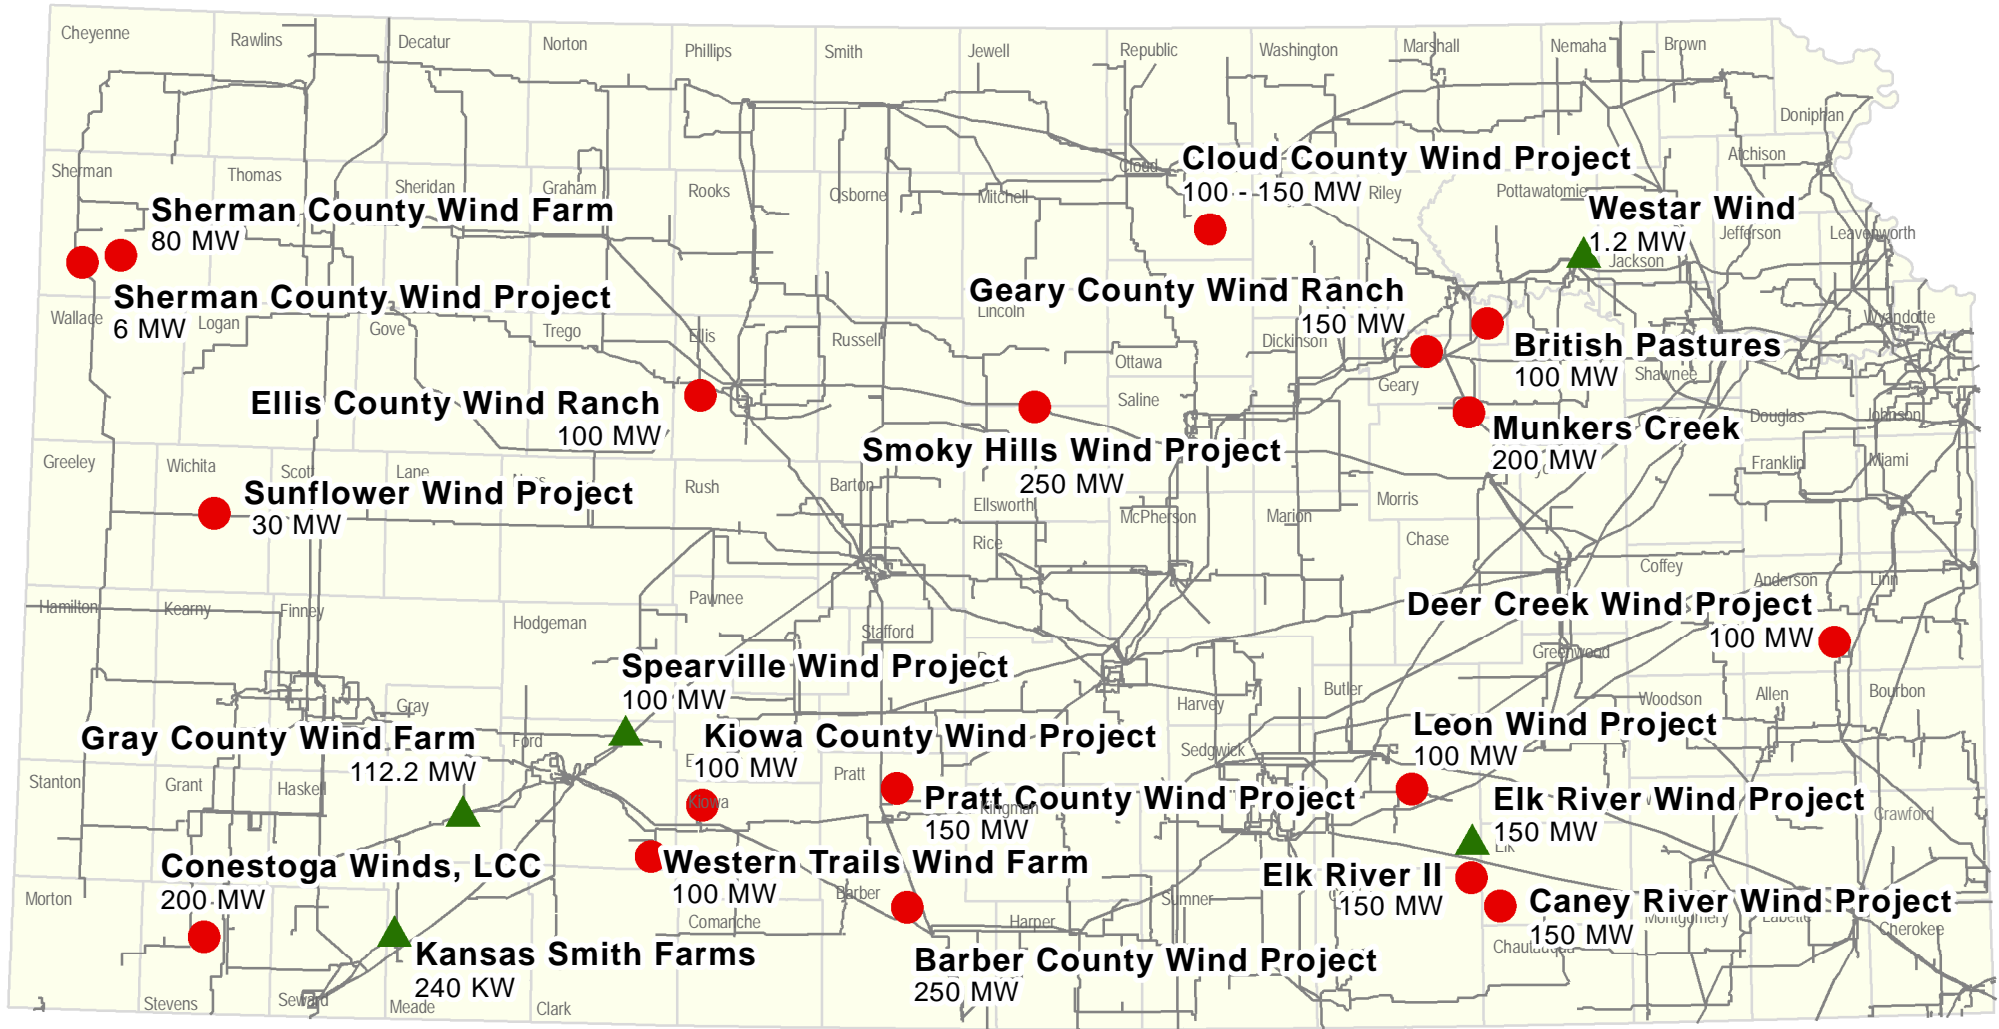 Cheyenne
Rawlins
Decatur
Norton
Phillips
Smith
Jewell
Republic
Washington
Marshall
Nemaha
Brown
Doniphan
Sherman
Thomas
Sheridan
Graham
Rooks
Osborne
Mitchell
Cloud
Cloud County Wind Project
100 - 150 MW
Riley
Pottawatomie
Atchison
Sherman County Wind Farm
80 MW
Westar Wind
1.2 MW
Jackson
Jefferson
Leavenworth
Sherman County Wind Project
6 MW
Wallace
Logan
Gove
Trego
Ellis
Russell
Lincoln
Geary County Wind Ranch
150 MW
Ottawa
Dickinson
Geary
British Pastures
100 MW
Shawnee
Wyandotte
Ellis County Wind Ranch
100 MW
Saline
Smoky Hills Wind Project
250 MW
Munkers Creek
200 MW
Douglas
Johnson
Greeley
Wichita
Scott
Lane
Sunflower Wind Project
30 MW
Rush
Barton
Ellsworth
McPherson
Marion
Morris
Franklin
Miami
Rice
Chase
Coffey
Anderson
Linn
Hamilton
Kearny
Finney
Hodgeman
Pawnee
Stafford
Deer Creek Wind Project
100 MW
Greenwood
Spearville Wind Project
100 MW
Gray
Harvey
Butler
Woodson
Allen
Bourbon
Gray County Wind Farm
112.2 MW
Ford
Kiowa County Wind Project
100 MW
Sedgwick
Leon Wind Project
100 MW
Stanton
Grant
Haskell
Kiowa
Pratt
Pratt County Wind Project
150 MW
Kingman
Elk River Wind Project
150 MW
Elk
Crawford
Conestoga Winds, LCC
200 MW
Western Trails Wind Farm
100 MW
Elk River II
150 MW
Caney River Wind Project
150 MW
Morton
Comanche
Barber
Harper
Sumner
Chautauqua
Montgomery
Labette
Cherokee
Kansas Smith Farms
240 KW
Barber County Wind Project
250 MW
Stevens
Seward
Meade
Clark